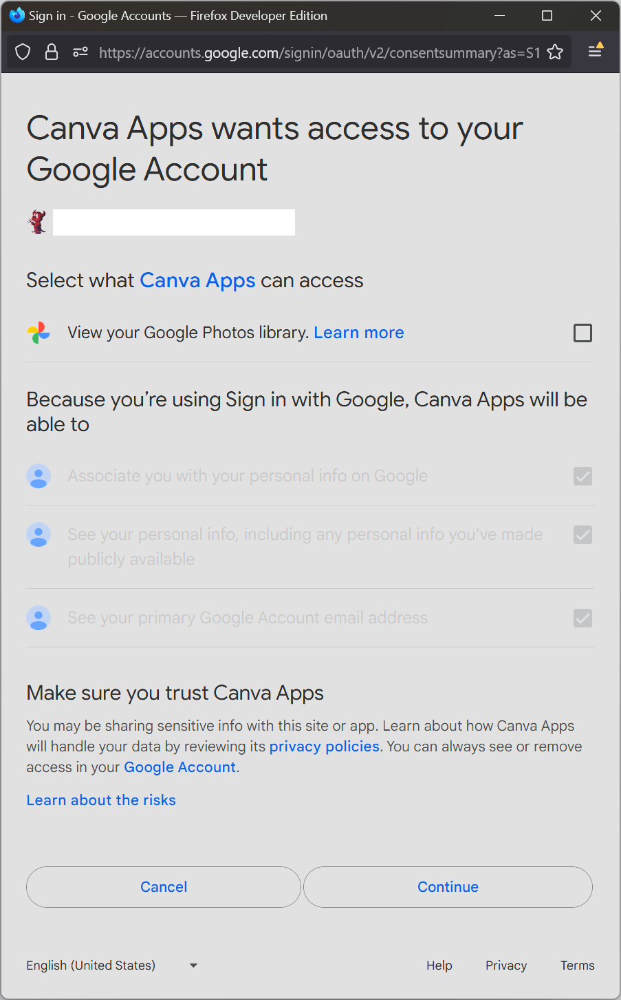 Sign in - Google Accounts — Firefox Developer Edition
https://accounts.google.com/signin/oauth/v2/consentsummary?as=S1
Canva Apps wants access to your
Google Account
Select what Canva Apps can access
View your Google Photos library. Learn more
Because you’re using Sign in with Google, Canva Apps will be
able to
Associate you with your personal info on Google
See your personal info, including any personal info you've made
publicly available
See your primary Google Account email address
Make sure you trust Canva Apps
You may be sharing sensitive info with this site or app. Learn about how Canva Apps
will handle your data by reviewing its privacy policies. You can always see or remove
access in your Google Account.
Learn about the risks
Cancel Continue
English (United States) Help Privacy Terms